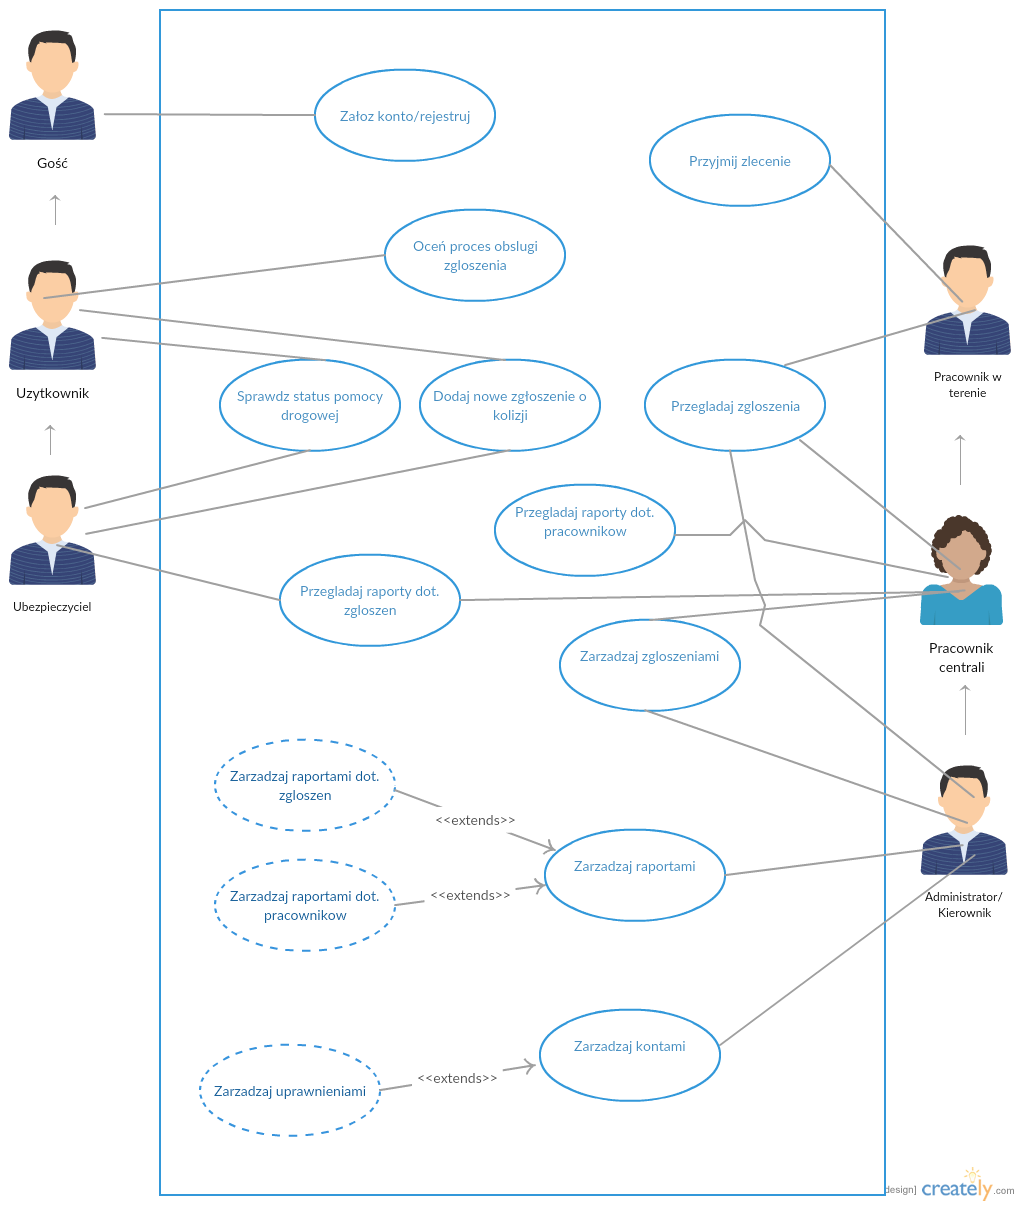 Załoz konto/rejestruj
Gość
Przyjmij zlecenie
Oceń proces obslugi
zgloszenia
Uzytkownik
Pracownik w
terenie
Sprawdz status pomocy
drogowej
Dodaj nowe zgłoszenie o
kolizji
Przegladaj zgloszenia
Przegladaj raporty dot.
pracownikow
Ubezpieczyciel
Przegladaj raporty dot.
zgloszen
Pracownik
centrali
Zarzadzaj zgloszeniami
Zarzadzaj raportami dot.
zgloszen
<<extends>>
Zarzadzaj raportami
Zarzadzaj raportami dot.
pracownikow
<<extends>>
Administrator/
Kierownik
Zarzadzaj kontami
<<extends>>
Zarzadzaj uprawnieniami
design]
creately.com